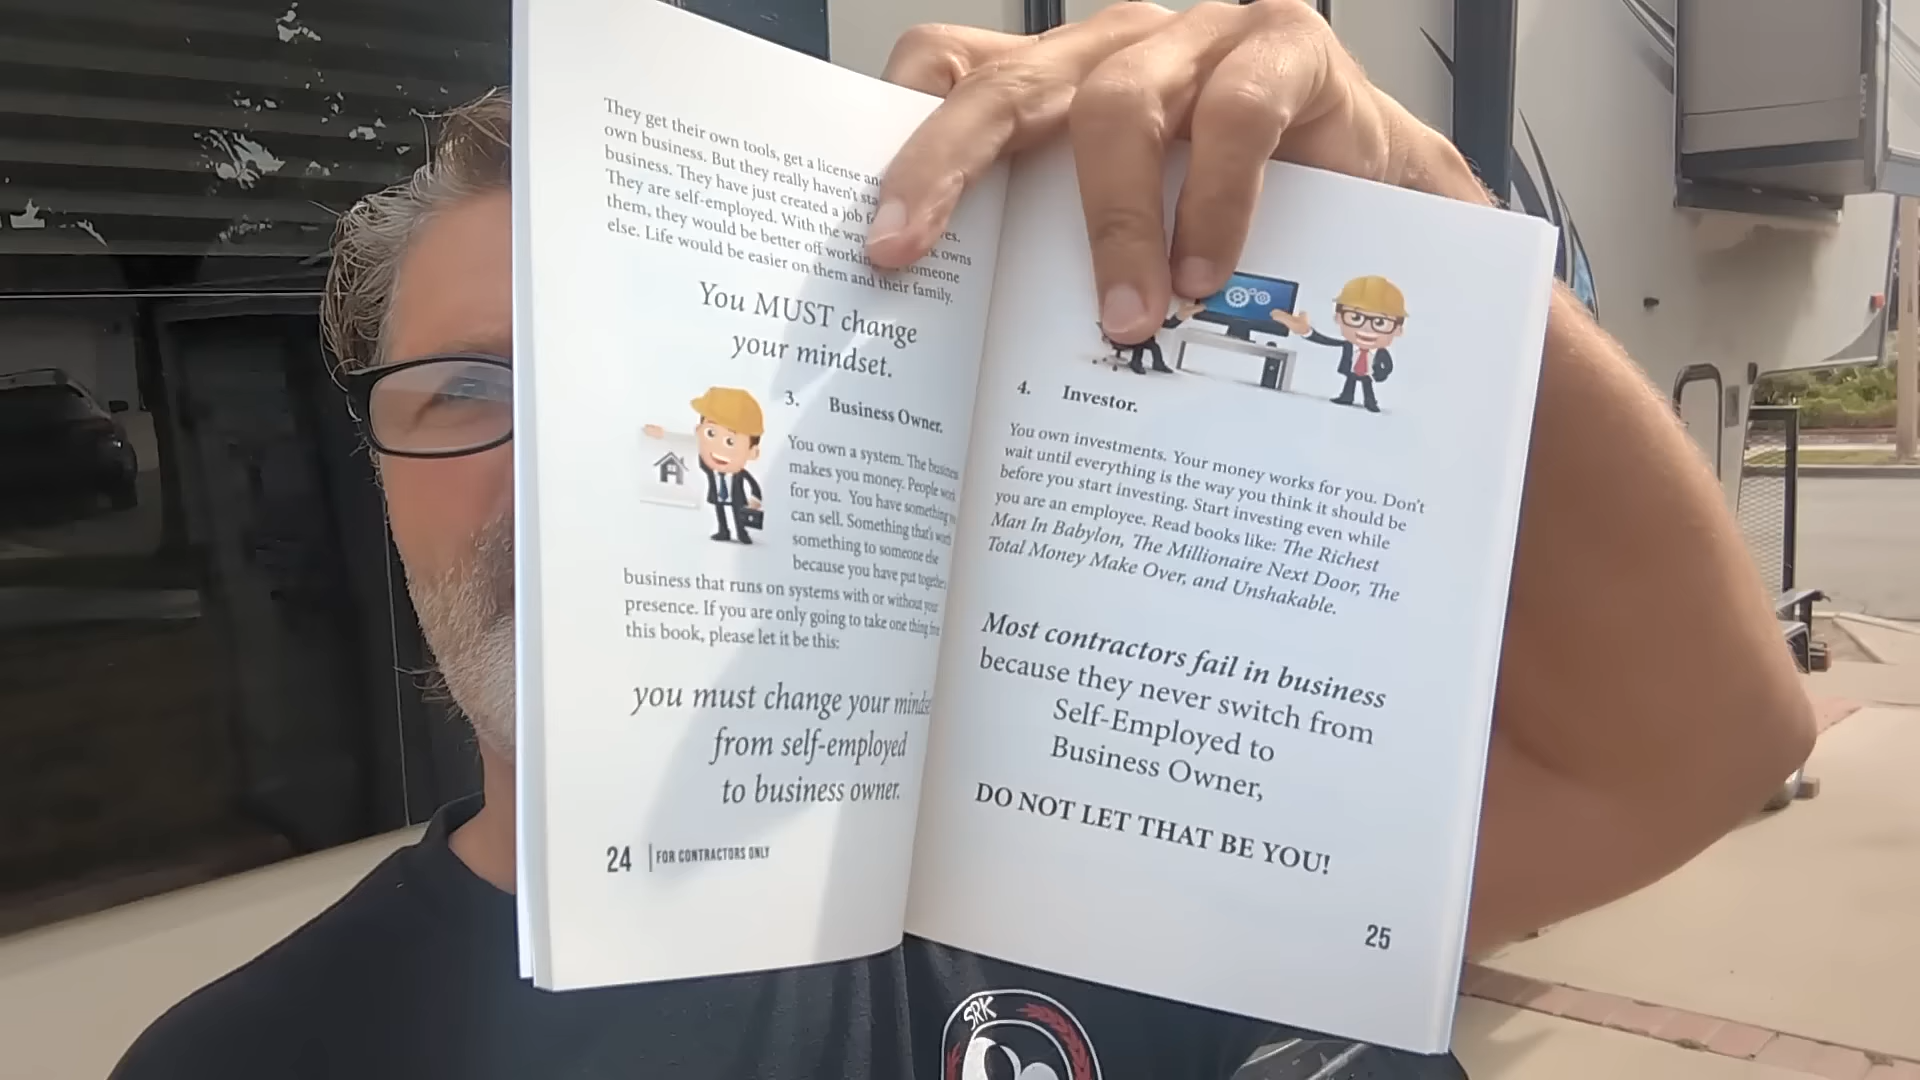 They get their own tools, get a license
own business. But they really haven't
business. They have just created a job
They are self-employed. With the way owns
them, they would be better off someone
else. Life would be easier on them and their family.
You MUST change
your mindset.
3. Business Owner.
You own a system. The business
makes you money. People work
for you. You have something
can sell. Something that's
something to someone else
because you have put
business that runs on systems with or without your
presence. If you are only going to take one thing from
this book, please let it be this:
you must change your
from self-employed
to business owner.
24 | FOR CONTRACTORS ONLY
4. Investor.
You own investments. Your money works for you. Don't
wait until everything is the way you think it should be
before you start investing. Start investing even while
you are an employee. Read books like: The Richest
Man In Babylon, The Millionaire Next Door, The
Total Money Make Over, and Unshakable.
Most contractors fail in business
because they never switch from
Self-Employed to
Business Owner,
DO NOT LET THAT BE YOU!
25
SRK